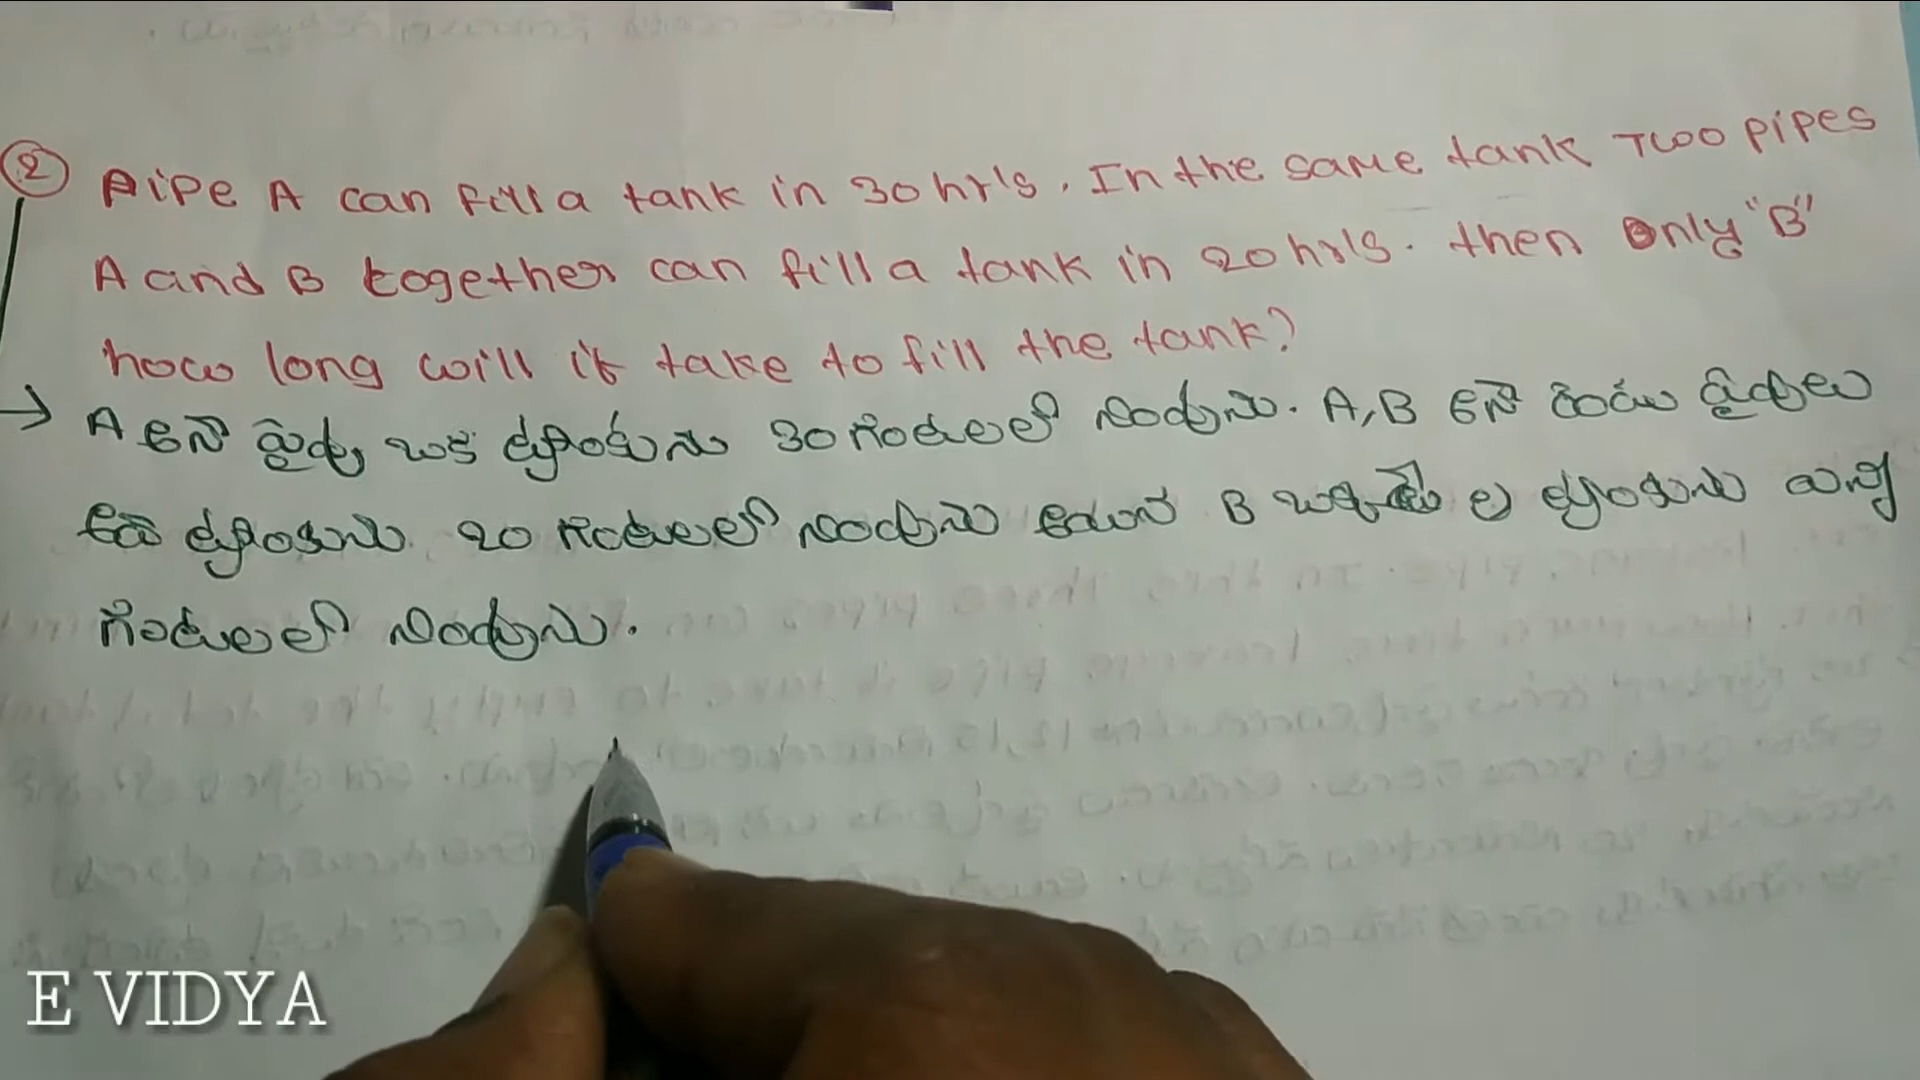 ② Pipe A can fill a tank in 30 hr's. In the same tank Two pipes
A and B together can fill a tank in 20 hr's. then Only "B"
how long will it take to fill the tank?
→ A అనే పైపు ఒక ట్యాంకును 30 గంటలలో నింపును. A, B అనే రెండు పైపులు
అదే ట్యాంకును 20 గంటలలో నింపును అయిన B ఒక్కటే ఆ ట్యాంకును ఎన్ని
గంటలలో నింపును.
E VIDYA